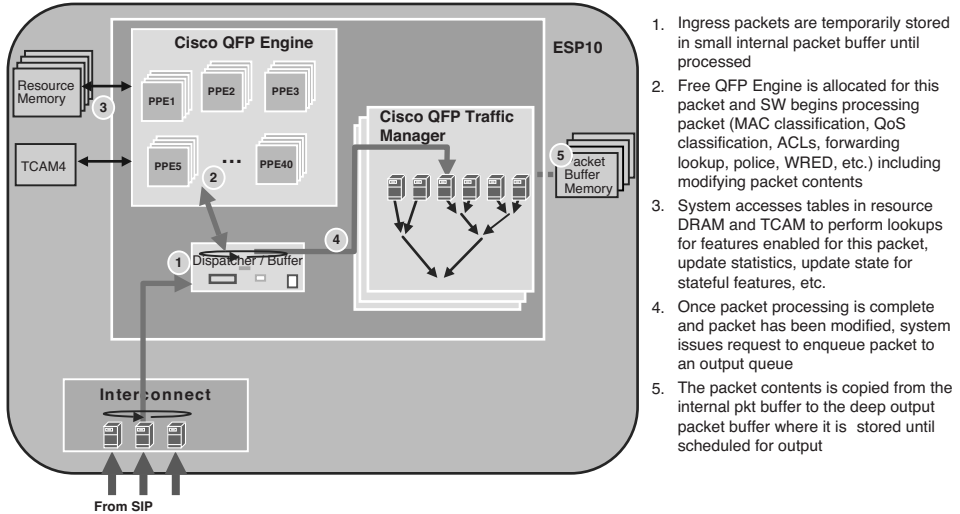 Cisco QFP Engine
ESP10
Resource
Memory
3
PPE1
PPE2
PPE3
TCAM4
PPE5
...
PPE40
2
Cisco QFP Traffic
Manager
5
Packet
Buffer
Memory
4
1
Dispatcher / Buffer
Interconnect
From SIP
1. Ingress packets are temporarily stored
in small internal packet buffer until
processed
2. Free QFP Engine is allocated for this
packet and SW begins processing
packet (MAC classification, QoS
classification, ACLs, forwarding
lookup, police, WRED, etc.) including
modifying packet contents
3. System accesses tables in resource
DRAM and TCAM to perform lookups
for features enabled for this packet,
update statistics, update state for
stateful features, etc.
4. Once packet processing is complete
and packet has been modified, system
issues request to enqueue packet to
an output queue
5. The packet contents is copied from the
internal pkt buffer to the deep output
packet buffer where it is stored until
scheduled for output